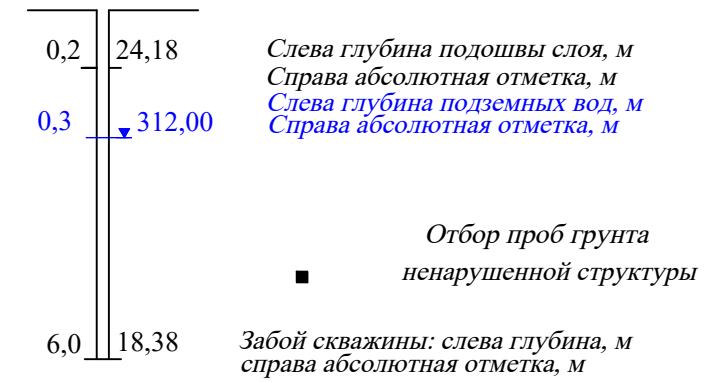 0,2 24,18 Слева глубина подошвы слоя, м
Справа абсолютная отметка, м
Слева глубина подземных вод, м
0,3 312,00 Справа абсолютная отметка, м
Отбор проб грунта
ненарушенной структуры
6,0 18,38 Забой скважины: слева глубина, м
справа абсолютная отметка, м